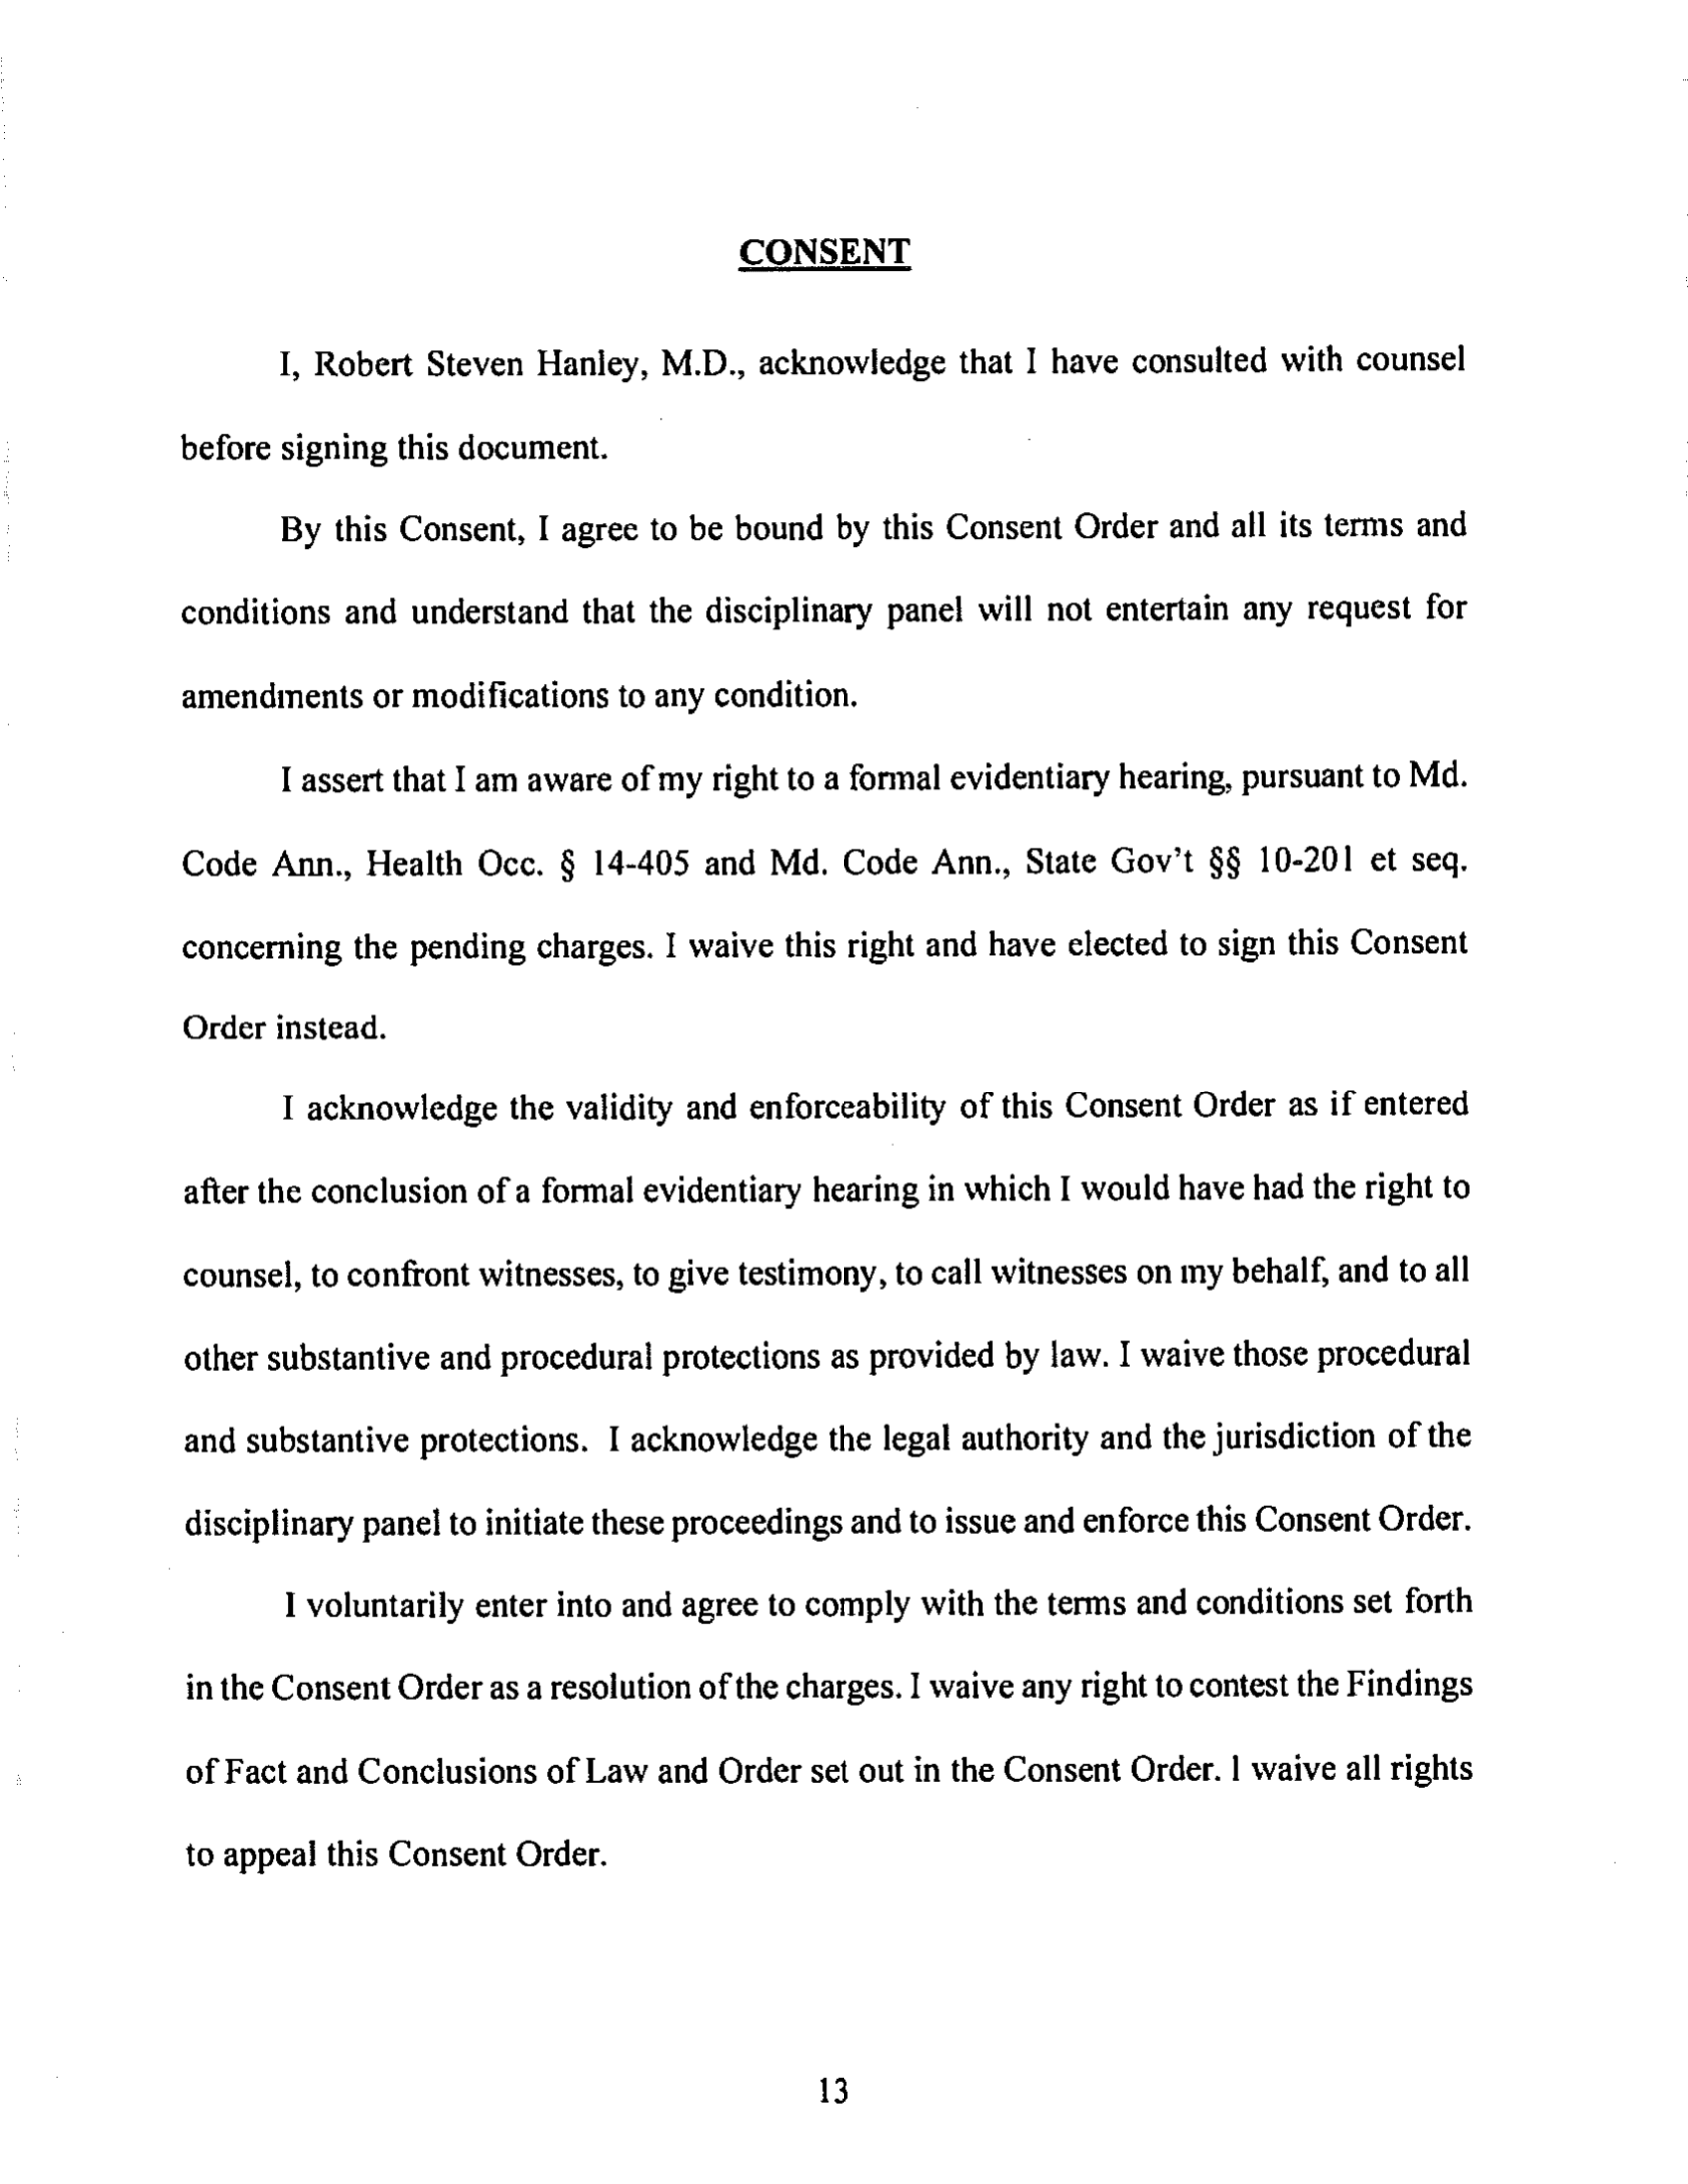 CONSENT
I, Robert Steven Hanley, M.D., acknowledge that I have consulted with counsel
before signing this document.
By this Consent, I agree to be bound by this Consent Order and all its terms and
conditions and understand that the disciplinary panel will not entertain any request for
amendments or modifications to any condition.
I assert that I am aware of my right to a formal evidentiary hearing, pursuant to Md.
Code Ann., Health Occ. § 14-405 and Md. Code Ann., State Gov't §§ 10-201 et seq.
concerning the pending charges. I waive this right and have elected to sign this Consent
Order instead.
I acknowledge the validity and enforceability of this Consent Order as if entered
after the conclusion of a formal evidentiary hearing in which I would have had the right to
counsel, to confront witnesses, to give testimony, to call witnesses on my behalf, and to all
other substantive and procedural protections as provided by law. I waive those procedural
and substantive protections. I acknowledge the legal authority and the jurisdiction of the
disciplinary panel to initiate these proceedings and to issue and enforce this Consent Order.
I voluntarily enter into and agree to comply with the terms and conditions set forth
in the Consent Order as a resolution of the charges. I waive any right to contest the Findings
of Fact and Conclusions of Law and Order set out in the Consent Order. I waive all rights
to appeal this Consent Order.
13